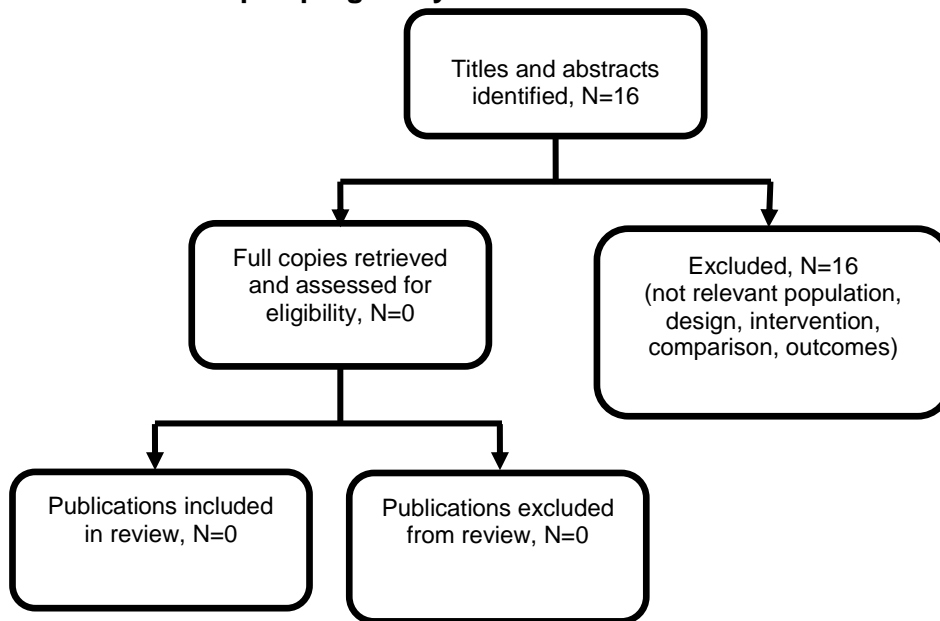 Titles and abstracts
identified, N=16
Full copies retrieved
and assessed for
eligibility, N=0
Excluded, N=16
(not relevant population,
design, intervention,
comparison, outcomes)
Publications included
in review, N=0
Publications excluded
from review, N=0